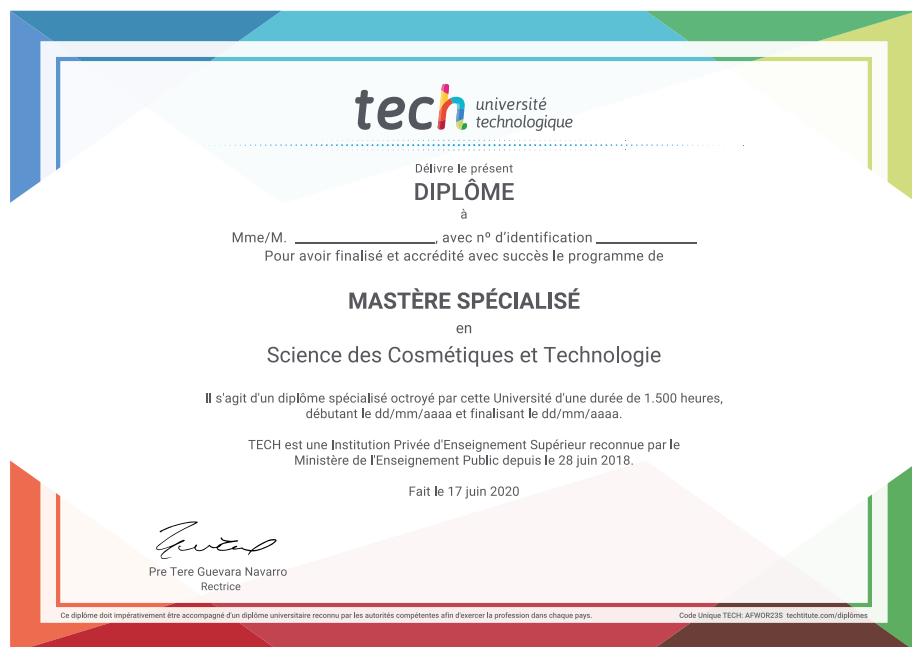 tech université
technologique
Délivre le présent
DIPLÔME
à
Mme/M. ____________, avec nº d'identification ____________
Pour avoir finalisé et accrédité avec succès le programme de
MASTÈRE SPÉCIALISÉ
en
Science des Cosmétiques et Technologie
Il s'agit d'un diplôme spécialisé octroyé par cette Université d'une durée de 1.500 heures,
débutant le dd/mm/aaaa et finalisant le dd/mm/aaaa.
TECH est une Institution Privée d'Enseignement Supérieur reconnue par le
Ministère de l'Enseignement Public depuis le 28 juin 2018.
Fait le 17 juin 2020
Pre Tere Guevara Navarro
Rectrice
Ce diplôme doit impérativement être accompagné d'un diplôme universitaire reconnu par les autorités compétentes afin d'exercer la profession dans chaque pays.
Code Unique TECH: AFWOR23S techtitute.com/diplômes